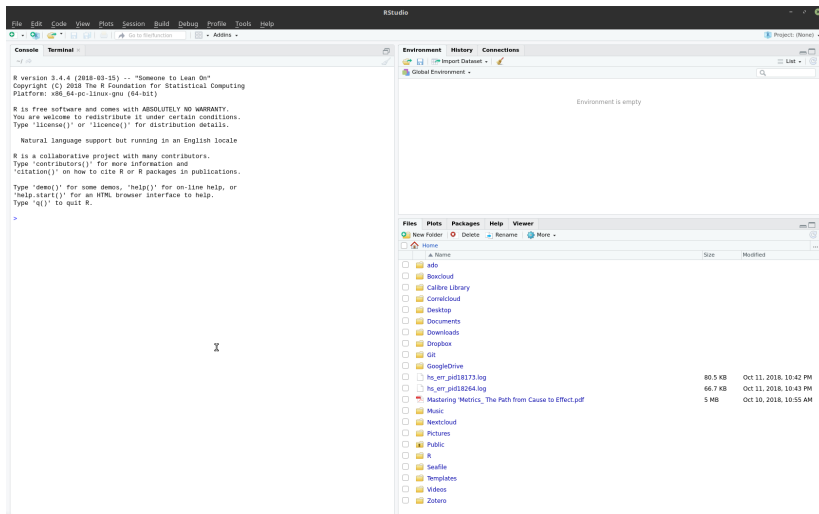 RStudio
File Edit Code View Plots Session Build Debug Profile Tools Help
Go to file/function Addins Project: (None)
Console Terminal
~/
R version 3.4.4 (2018-03-15) -- "Someone to Lean On"
Copyright (C) 2018 The R Foundation for Statistical Computing
Platform: x86_64-pc-linux-gnu (64-bit)
R is free software and comes with ABSOLUTELY NO WARRANTY.
You are welcome to redistribute it under certain conditions.
Type 'license()' or 'licence()' for distribution details.
Natural language support but running in an English locale
R is a collaborative project with many contributors.
Type 'contributors()' for more information and
'citation()' on how to cite R or R packages in publications.
Type 'demo()' for some demos, 'help()' for on-line help, or
'help.start()' for an HTML browser interface to help.
Type 'q()' to quit R.
>
Environment History Connections
Import Dataset List
Global Environment
Environment is empty
Files Plots Packages Help Viewer
New Folder Delete Rename More
Home ...
Name Size Modified
ado
Boxcloud
Calibre Library
Correlcloud
Desktop
Documents
Downloads
Dropbox
Git
GoogleDrive
hs_err_pid18173.log 80.5 KB Oct 11, 2018, 10:42 PM
hs_err_pid18264.log 66.7 KB Oct 11, 2018, 10:43 PM
Mastering 'Metrics_ The Path from Cause to Effect.pdf 5 MB Oct 10, 2018, 10:55 AM
Music
Nextcloud
Pictures
Public
R
Seafile
Templates
Videos
Zotero